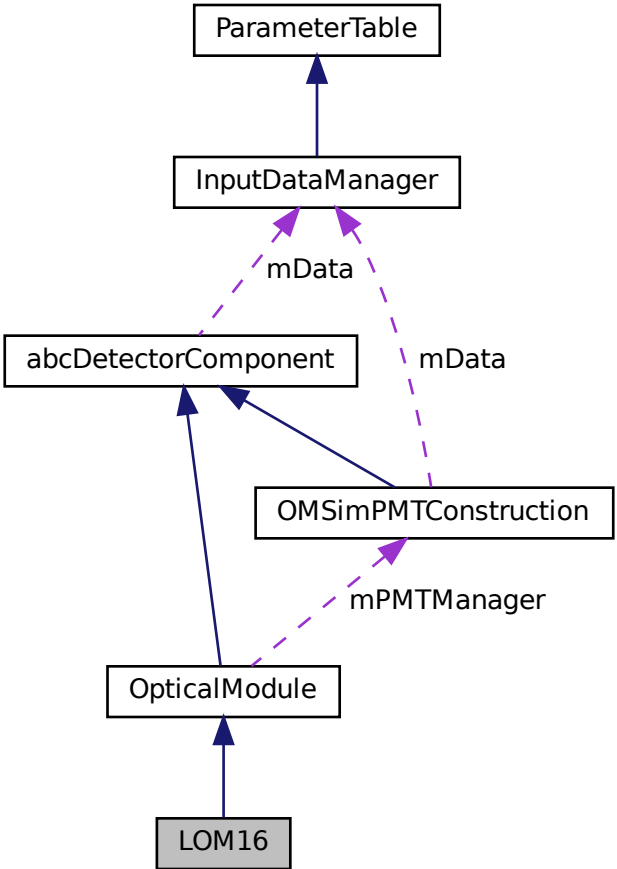 ParameterTable
InputDataManager
mData
abcDetectorComponent
mData
OMSimPMTConstruction
mPMTManager
OpticalModule
LOM16